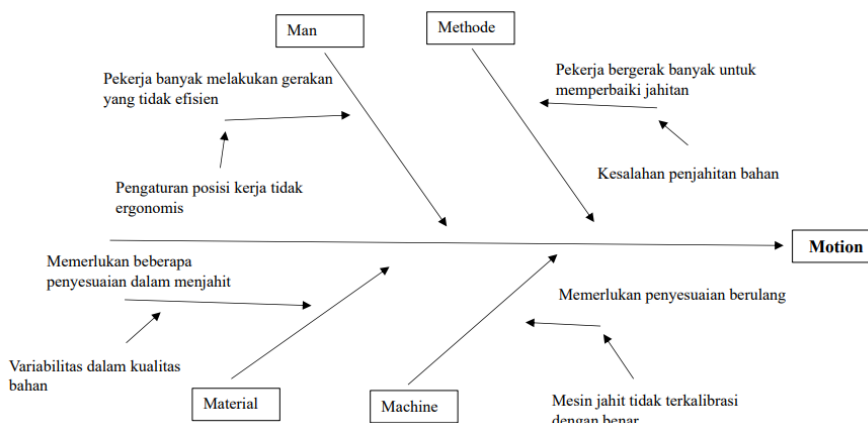 Man
Methode
Pekerja banyak melakukan gerakan
yang tidak efisien
Pekerja bergerak banyak untuk
memperbaiki jahitan
Pengaturan posisi kerja tidak
ergonomis
Kesalahan penjahitan bahan
Motion
Memerlukan beberapa
penyesuaian dalam menjahit
Memerlukan penyesuaian berulang
Variabilitas dalam kualitas
bahan
Material
Machine
Mesin jahit tidak terkalibrasi
dengan benar